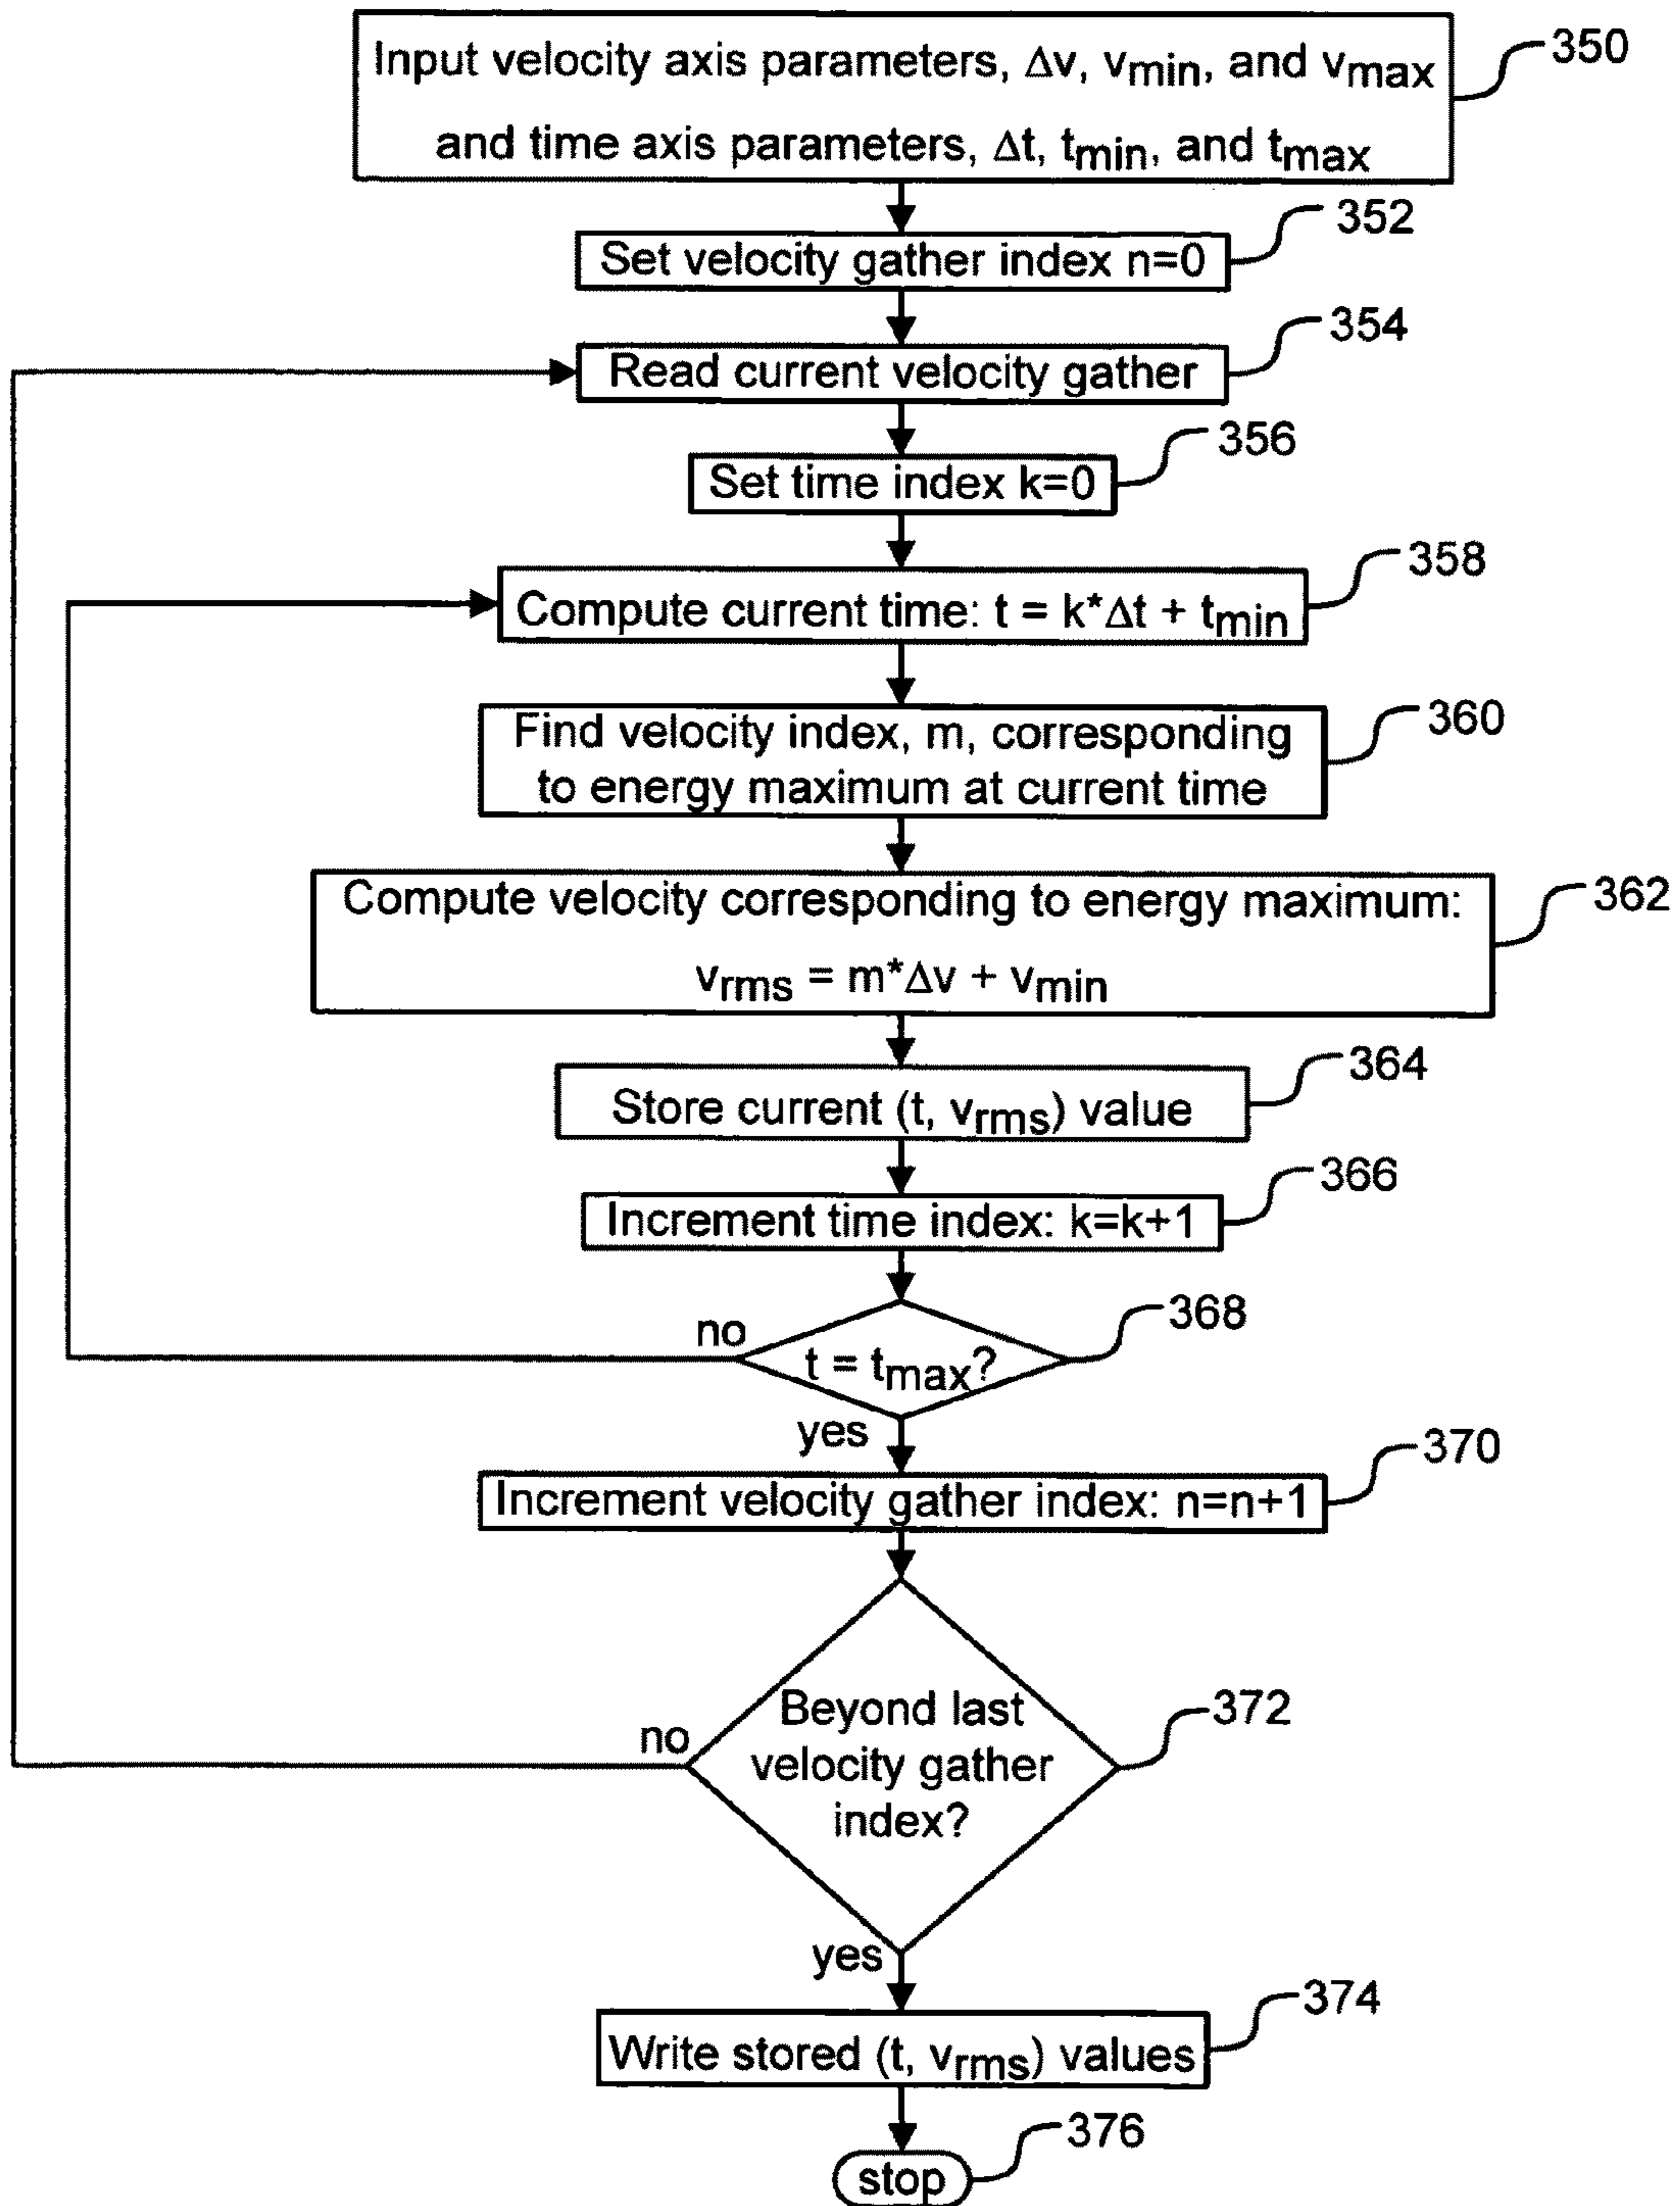 Input velocity axis parameters, Δv, vmin, and vmax
and time axis parameters, Δt, tmin, and tmax
350
352
Set velocity gather index n=0
354
Read current velocity gather
356
Set time index k=0
358
Compute current time: t = k*Δt + tmin
360
Find velocity index, m, corresponding
to energy maximum at current time
362
Compute velocity corresponding to energy maximum:
vrms = m*Δv + vmin
364
Store current (t, vrms) value
366
Increment time index: k=k+1
368
no
t = tmax?
yes
370
Increment velocity gather index: n=n+1
372
Beyond last
no
velocity gather
index?
yes
374
Write stored (t, vrms) values
376
stop